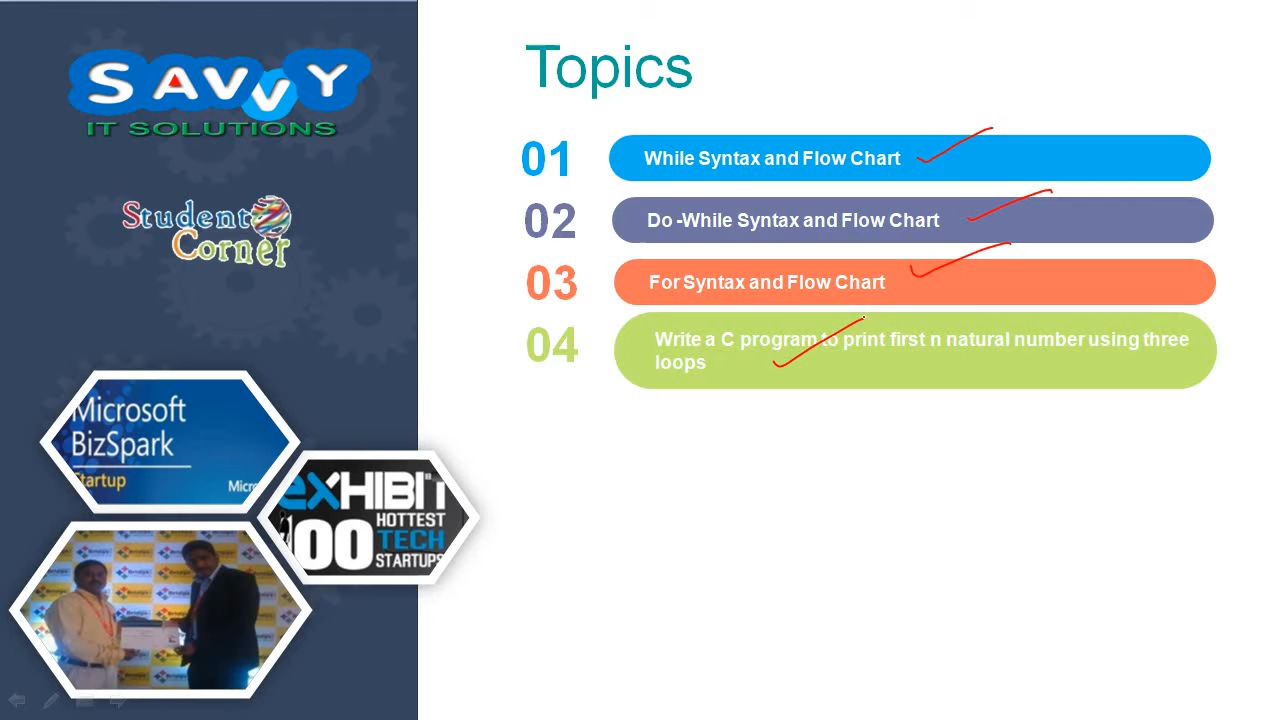 SAVVY
IT SOLUTIONS
Student
Corner
Microsoft
BizSpark
Startup
Micr
eXHIBIT
100
HOTTEST
TECH
STARTUPS
Topics
01
While Syntax and Flow Chart
02
Do -While Syntax and Flow Chart
03
For Syntax and Flow Chart
04
Write a C program to print first n natural number using three
loops